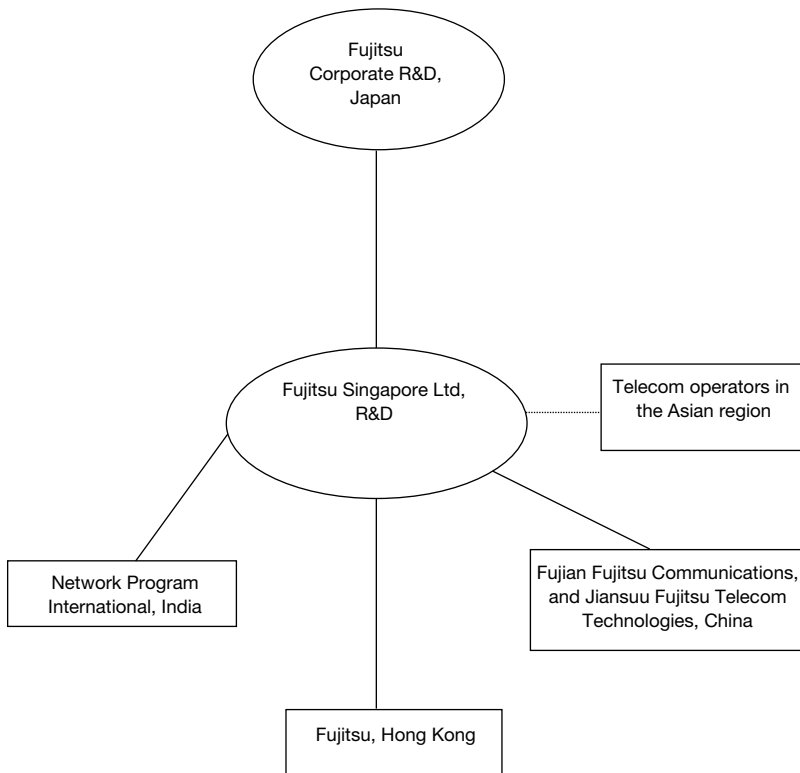 Fujitsu
Corporate R&D,
Japan
Fujitsu Singapore Ltd,
R&D
Telecom operators in
the Asian region
Network Program
International, India
Fujian Fujitsu Communications,
and Jiansuu Fujitsu Telecom
Technologies, China
Fujitsu, Hong Kong